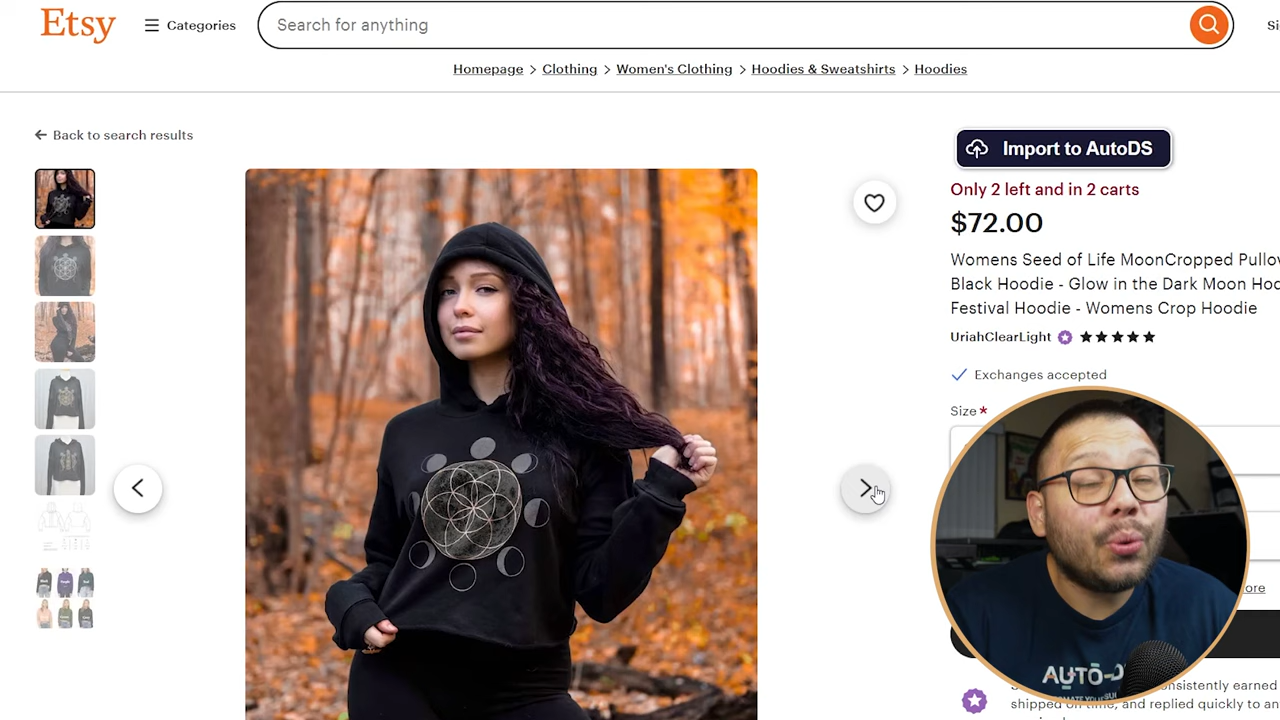 Etsy
Categories
Search for anything
Homepage > Clothing > Women's Clothing > Hoodies & Sweatshirts > Hoodies
Back to search results
Import to AutoDS
Only 2 left and in 2 carts
$72.00
Womens Seed of Life MoonCropped
Black Hoodie - Glow in the Dark Moon
Festival Hoodie - Womens Crop Hoodie
UriahClearLight
Exchanges accepted
Size *
AUTO-D
consistently earned
shipped on time, and replied quickly to